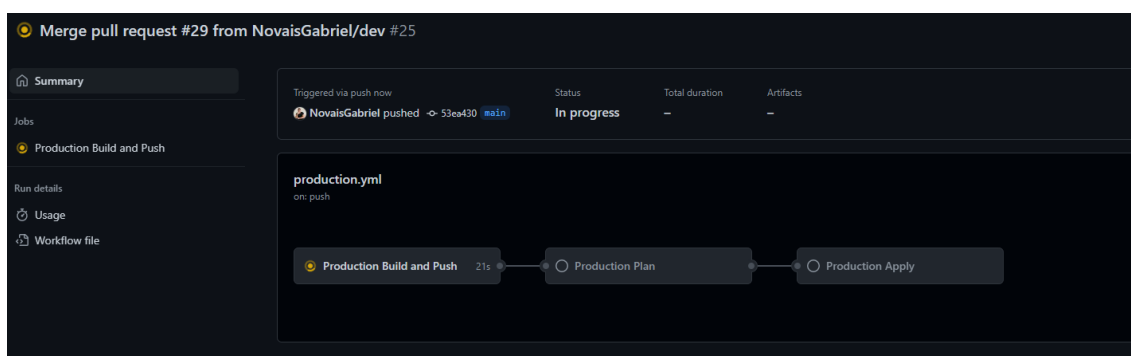 Merge pull request #29 from NovaisGabriel/dev #25
Summary
Jobs
Production Build and Push
Run details
Usage
Workflow file
Triggered via push now
NovaisGabriel pushed 53ea430 main
Status
In progress
Total duration
–
Artifacts
–
production.yml
on: push
Production Build and Push 21s
Production Plan
Production Apply